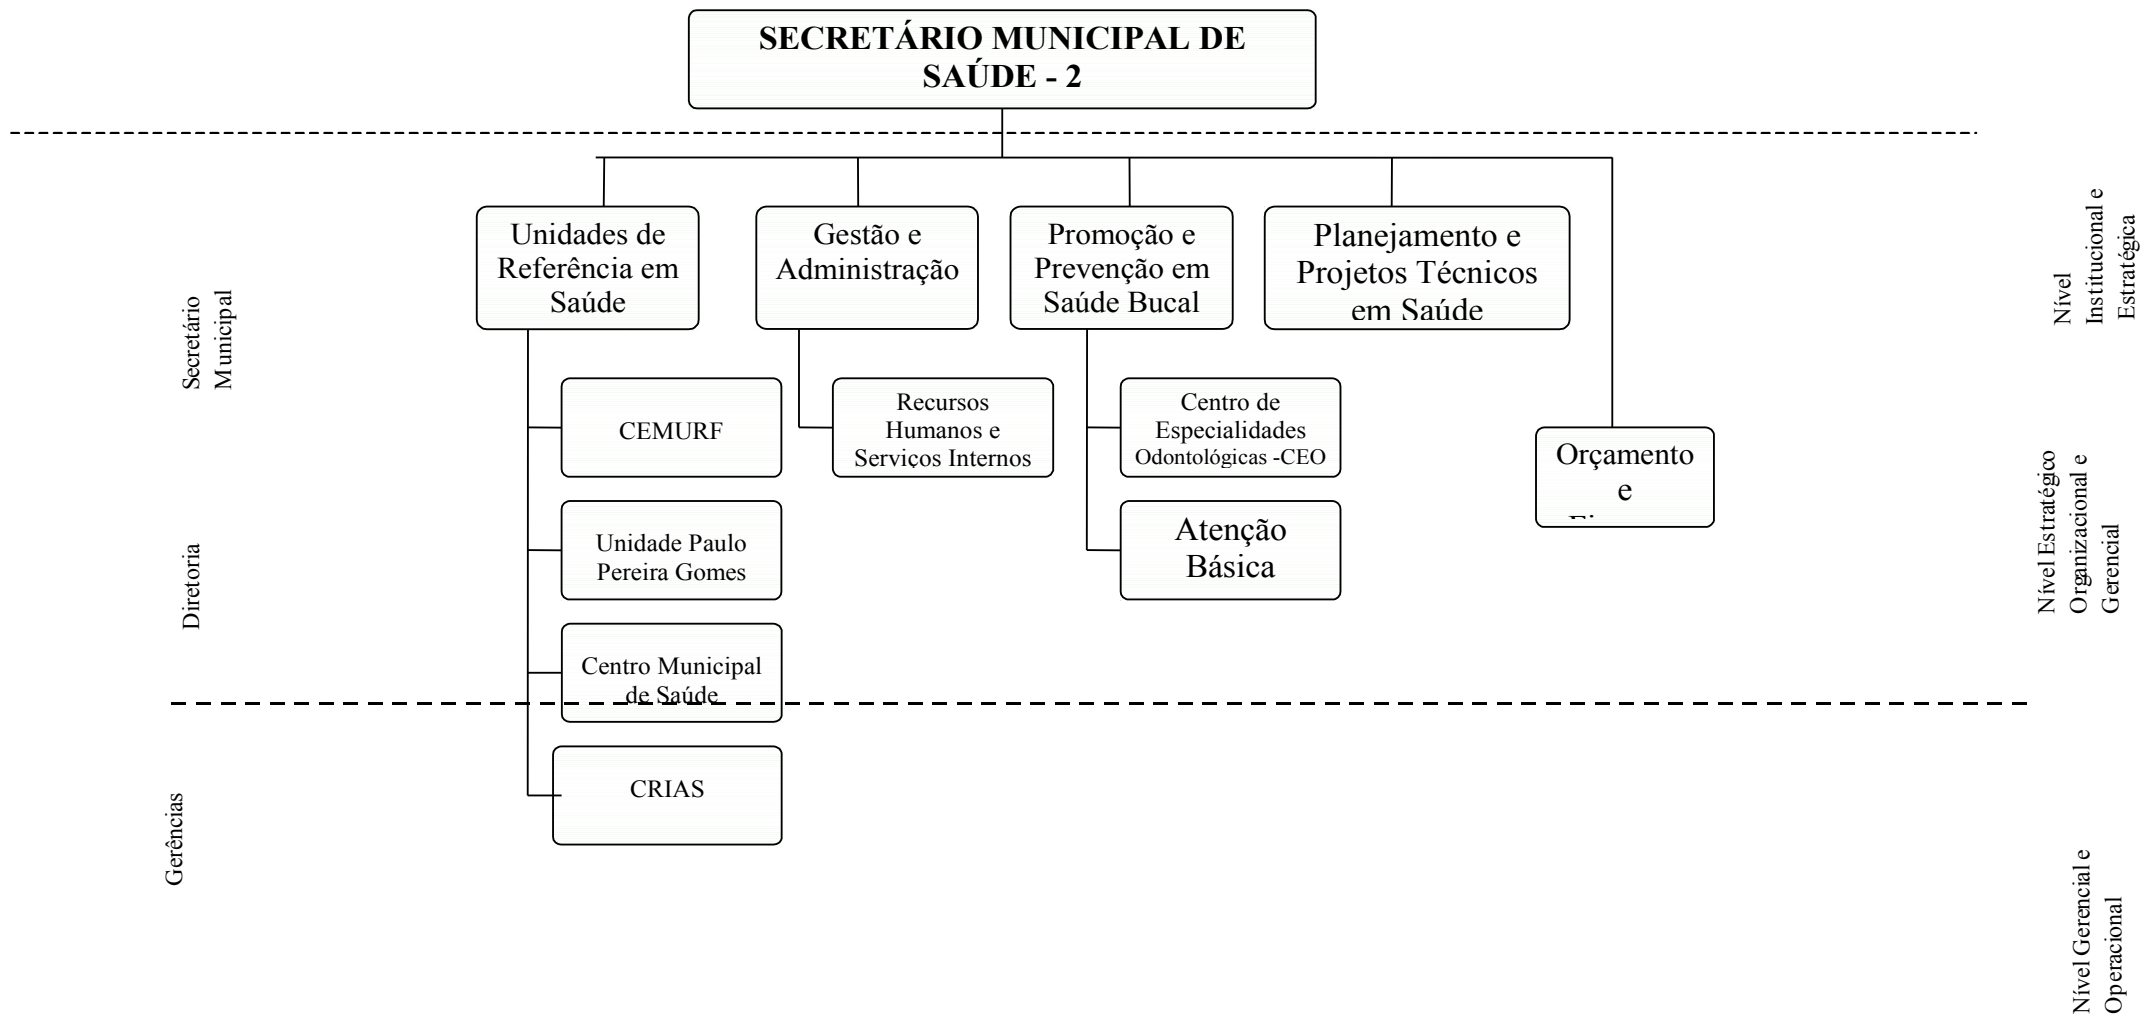 SECRETÁRIO MUNICIPAL DE
SAÚDE - 2
Unidades de
Referência em
Saúde
Gestão e
Administração
Promoção e
Prevenção em
Saúde Bucal
Planejamento e
Projetos Técnicos
em Saúde
Secretário
Municipal
Nível
Institucional e
Estratégica
CEMURF
Recursos
Humanos e
Serviços Internos
Centro de
Especialidades
Odontológicas -CEO
Orçamento
e
Unidade Paulo
Pereira Gomes
Atenção
Básica
Diretoria
Nível Estratégico
Organizacional e
Gerencial
Centro Municipal
de Saúde
CRIAS
Gerências
Nível Gerencial e
Operacional